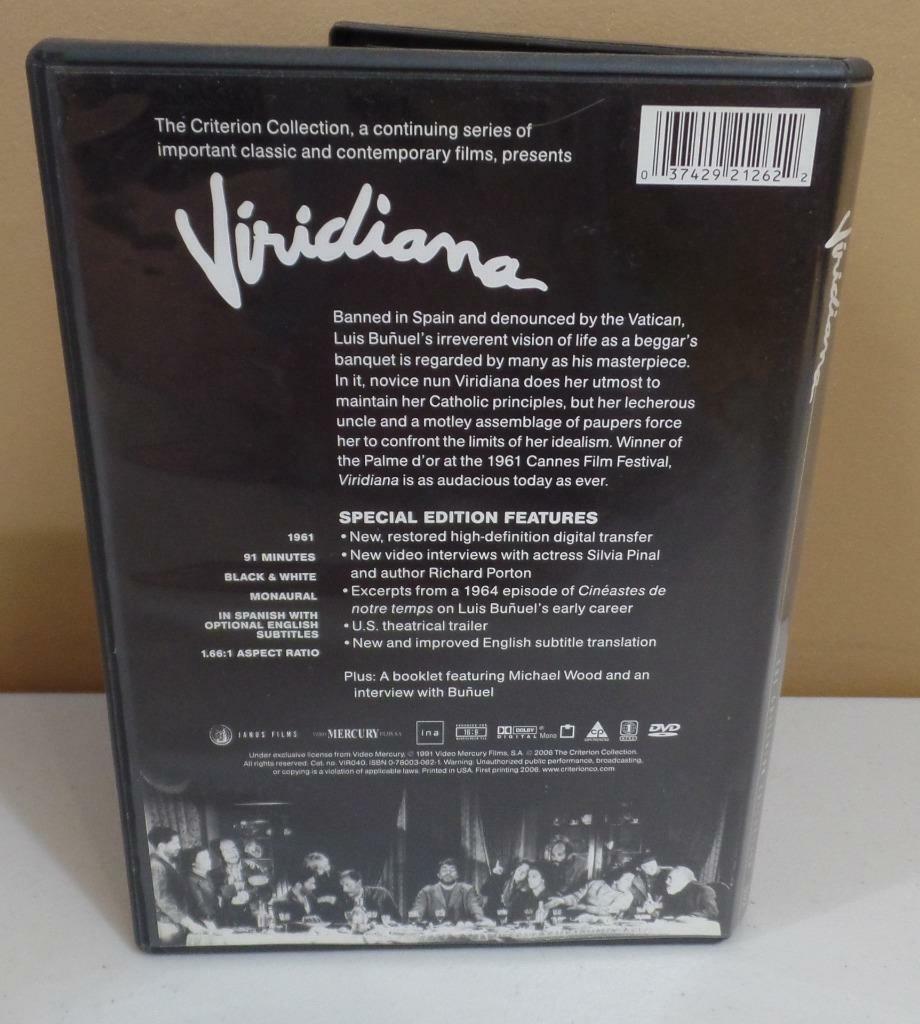 The Criterion Collection, a continuing series of
important classic and contemporary films, presents
0 37429 21262 2
Viridiana
Viridiana
Banned in Spain and denounced by the Vatican,
Luis Buñuel's irreverent vision of life as a beggar's
banquet is regarded by many as his masterpiece.
In it, novice nun Viridiana does her utmost to
maintain her Catholic principles, but her lecherous
uncle and a motley assemblage of paupers force
her to confront the limits of her idealism. Winner of
the Palme d'or at the 1961 Cannes Film Festival,
Viridiana is as audacious today as ever.
1961
91 MINUTES
BLACK & WHITE
MONAURAL
IN SPANISH WITH
OPTIONAL ENGLISH
SUBTITLES
1.66:1 ASPECT RATIO
SPECIAL EDITION FEATURES
• New, restored high-definition digital transfer
• New video interviews with actress Silvia Pinal
and author Richard Porton
• Excerpts from a 1964 episode of Cinéastes de
notre temps on Luis Buñuel's early career
• U.S. theatrical trailer
• New and improved English subtitle translation
Plus: A booklet featuring Michael Wood and an
interview with Buñuel
JANUS FILMS VIDEO MERCURY FILMS S.A. ina 16:9 DOLBY DIGITAL Mono DVD
Under exclusive license from Video Mercury. © 1991 Video Mercury Films, S.A. © 2006 The Criterion Collection.
All rights reserved. Cat. no. VIR040. ISBN 0-78003-062-1. Warning: Unauthorized public performance, broadcasting,
or copying is a violation of applicable laws. Printed in USA. First printing 2006. www.criterionco.com